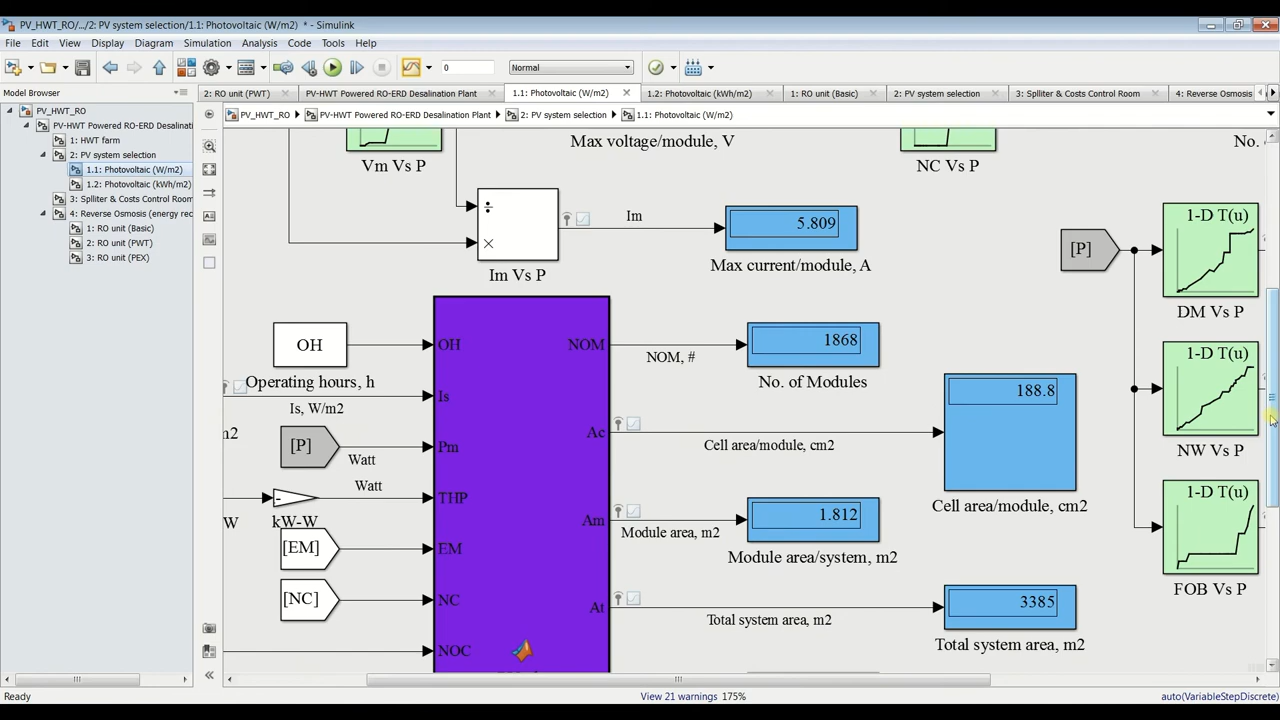 PV_HWT_RO/.../2: PV system selection/1.1: Photovoltaic (W/m2) * - Simulink
File Edit View Display Diagram Simulation Analysis Code Tools Help
0 Normal
Model Browser
2: RO unit (PWT) PV-HWT Powered RO-ERD Desalination Plant 1.1: Photovoltaic (W/m2) 1.2: Photovoltaic (kWh/m2) 1: RO unit (Basic) 2: PV system selection 3: Splliter & Costs Control Room 4: Reverse Osmosis
PV_HWT_RO PV-HWT Powered RO-ERD Desalination Plant 2: PV system selection 1.1: Photovoltaic (W/m2)
PV_HWT_RO
PV-HWT Powered RO-ERD Desalinati
1: HWT farm
2: PV system selection
1.1: Photovoltaic (W/m2)
1.2: Photovoltaic (kWh/m2)
3: Splliter & Costs Control Room
4: Reverse Osmosis (energy rec
1: RO unit (Basic)
2: RO unit (PWT)
3: RO unit (PEX)
Vm Vs P
Max voltage/module, V
NC Vs P
No.
÷
×
Im Vs P
Im
5.809
Max current/module, A
[P]
1-D T(u)
DM Vs P
1-D T(u)
NW Vs P
1-D T(u)
FOB Vs P
OH
Operating hours, h
Is, W/m2
m2
[P]
Watt
Watt
W
kW-W
[EM]
[NC]
OH
Is
Pm
THP
EM
NC
NOC
NOM
Ac
Am
At
NOM, #
1868
No. of Modules
Cell area/module, cm2
188.8
Cell area/module, cm2
Module area, m2
1.812
Module area/system, m2
Total system area, m2
3385
Total system area, m2
Ready View 21 warnings 175% auto(VariableStepDiscrete)